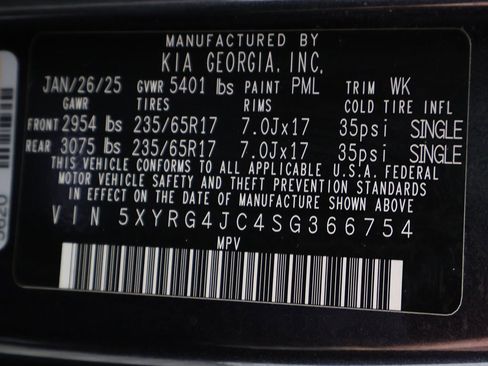 MANUFACTURED BY
KIA GEORGIA, INC,
JAN/26/25 GVWR 5401 lbs PAINT PML TRIM WK
GAWR TIRES RIMS COLD TIRE INFL
FRONT 2954 lbs 235/65R17 7.0Jx17 35psi SINGLE
REAR 3075 lbs 235/65R17 7.0Jx17 35psi SINGLE
THIS VEHICLE CONFORMS TO ALL APPLICABLE U.S.A. FEDERAL
MOTOR VEHICLE SAFETY AND THEFT PREVENTION STANDARDS
IN EFFECT ON THE DATE OF MANUFACTURE SHOWN ABOVE
VIN 5XYRG4JC4SG366754
MPV